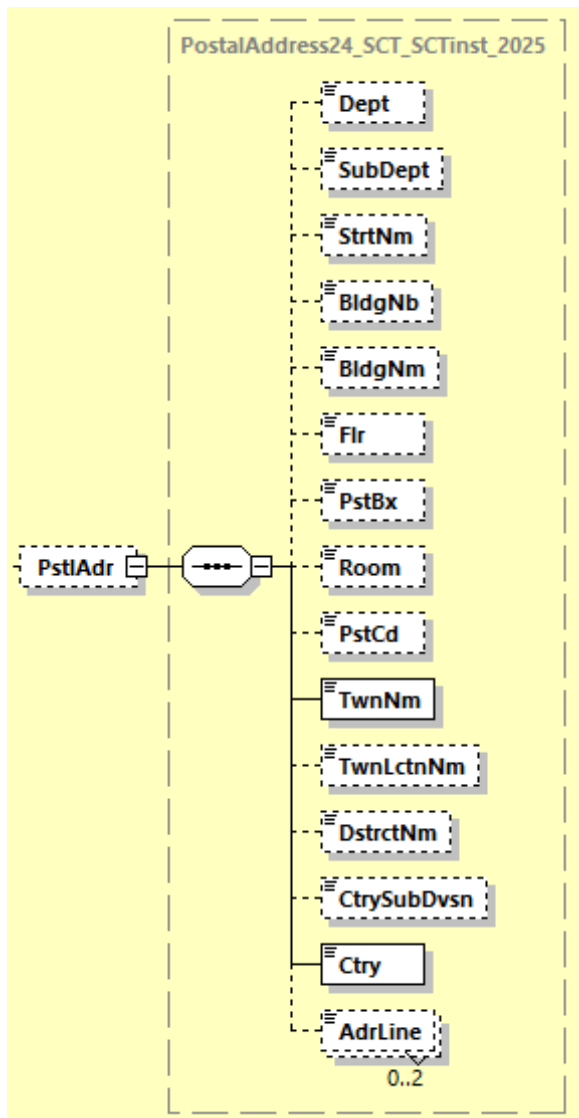 PostalAddress24_SCT_SCTinst_2025
Dept
SubDept
StrtNm
BldgNb
BldgNm
Flr
PstBx
PstlAdr
Room
PstCd
TwnNm
TwnLctnNm
DstrctNm
CtrySubDvsn
Ctry
AdrLine
0..2